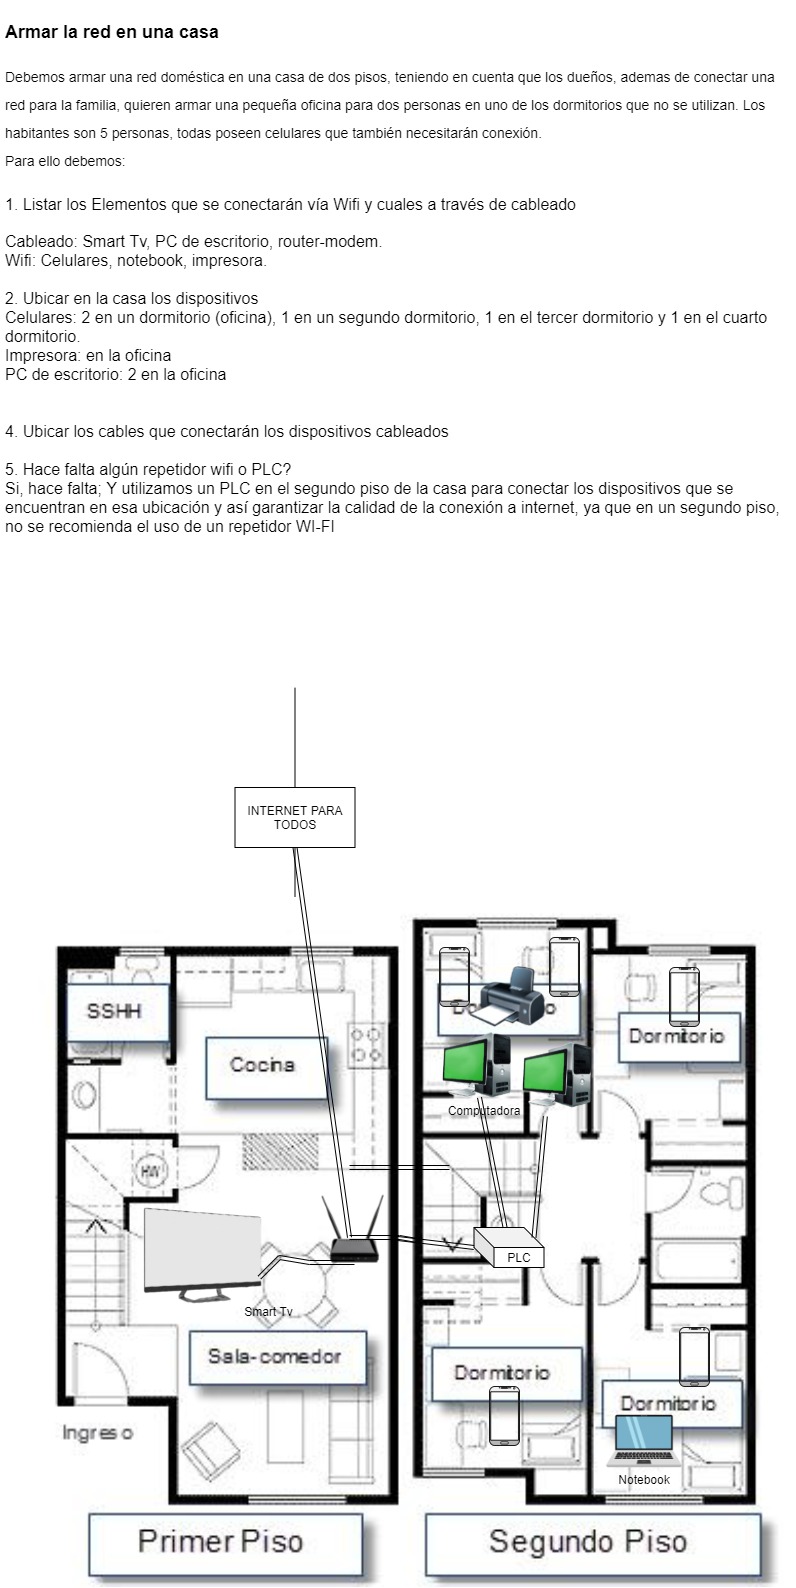 Armar la red en una casa
Debemos armar una red doméstica en una casa de dos pisos, teniendo en cuenta que los dueños, ademas de conectar una
red para la familia, quieren armar una pequeña oficina para dos personas en uno de los dormitorios que no se utilizan. Los
habitantes son 5 personas, todas poseen celulares que también necesitarán conexión.
Para ello debemos:
1. Listar los Elementos que se conectarán vía Wifi y cuales a través de cableado
Cableado: Smart Tv, PC de escritorio, router-modem.
Wifi: Celulares, notebook, impresora.
2. Ubicar en la casa los dispositivos
Celulares: 2 en un dormitorio (oficina), 1 en un segundo dormitorio, 1 en el tercer dormitorio y 1 en el cuarto
dormitorio.
Impresora: en la oficina
PC de escritorio: 2 en la oficina
4. Ubicar los cables que conectarán los dispositivos cableados
5. Hace falta algún repetidor wifi o PLC?
Si, hace falta; Y utilizamos un PLC en el segundo piso de la casa para conectar los dispositivos que se
encuentran en esa ubicación y así garantizar la calidad de la conexión a internet, ya que en un segundo piso,
no se recomienda el uso de un repetidor WI-FI
INTERNET PARA
TODOS
SSHH
Cocina
Dormitorio
Computadora
HW
PLC
Smart Tv
Sala-comedor
Dormitorio
Dormitorio
Ingreso
Notebook
Primer Piso
Segundo Piso